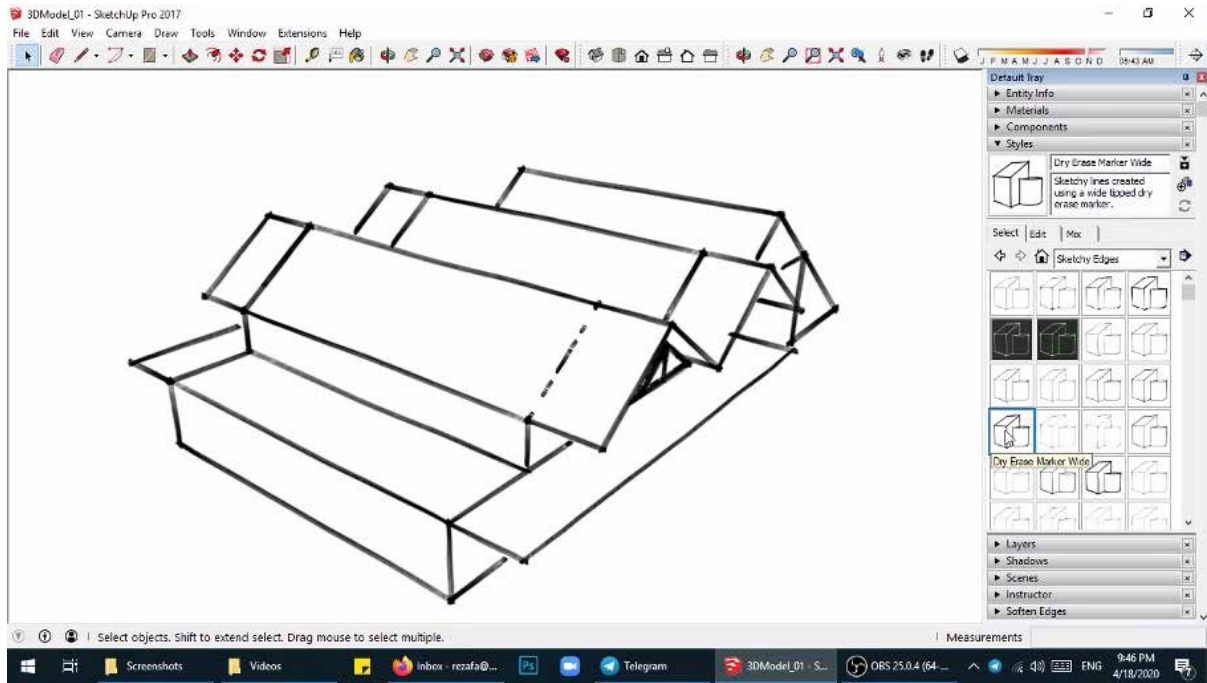 3DModel_01 - SketchUp Pro 2017
File Edit View Camera Draw Tools Window Extensions Help
J F M A M J J A S O N D 05:43 AM
Default Tray
Entity Info
Materials
Components
Styles
Dry Erase Marker Wide
Sketchy lines created
using a wide tipped dry
erase marker.
Select Edit Mix
Sketchy Edges
Dry Erase Marker Wide
Layers
Shadows
Scenes
Instructor
Soften Edges
Select objects. Shift to extend select. Drag mouse to select multiple.
Measurements
Screenshots Videos Inbox - rezafa@... Ps Telegram 3DModel_01 - S... OBS 25.0.4 (64-... ENG 9:46 PM
4/18/2020